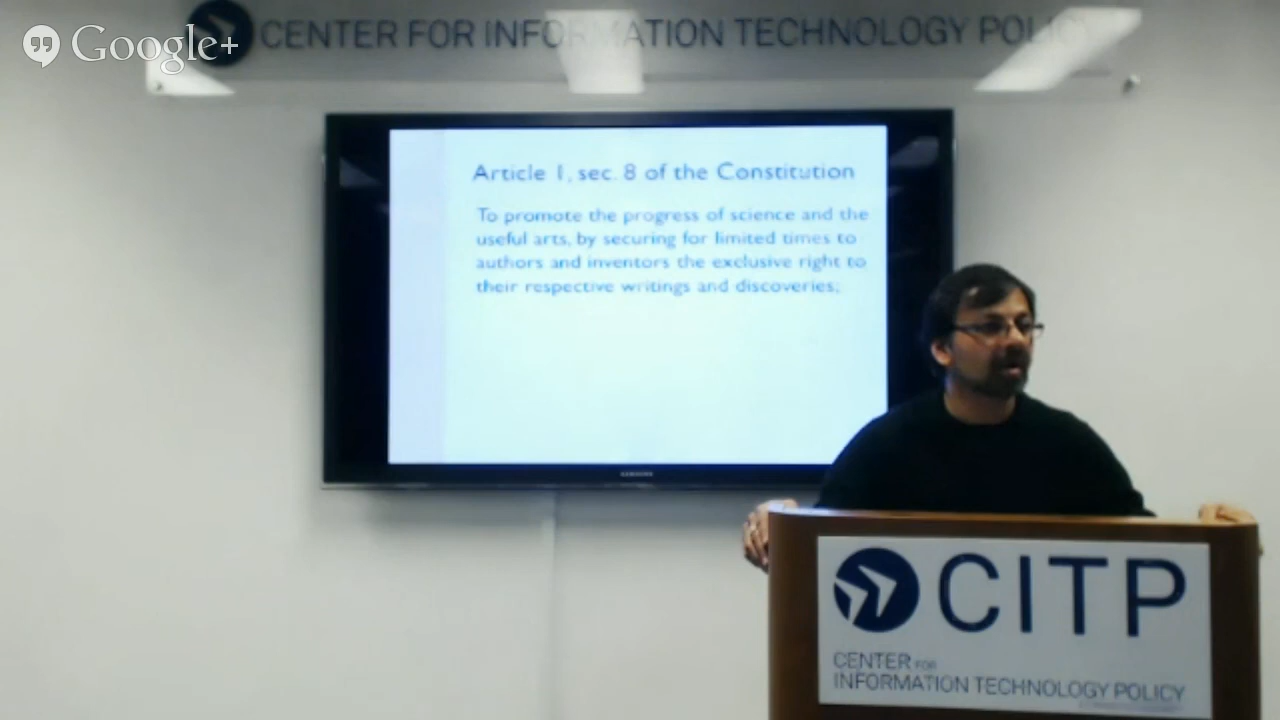 Google+
CENTER FOR INFORMATION TECHNOLOGY POLICY
Article 1, sec. 8 of the Constitution
To promote the progress of science and the
useful arts, by securing for limited times to
authors and inventors the exclusive right to
their respective writings and discoveries;
SAMSUNG
CITP
CENTER FOR
INFORMATION TECHNOLOGY POLICY